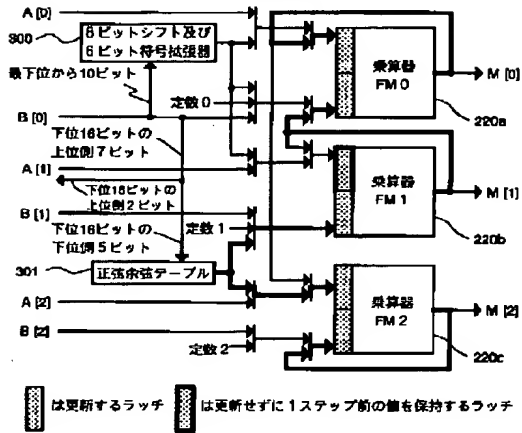 A [0]
300
8ビットシフト及び
6ビット符号拡張器
最下位から10ビット
B [0]
定数0
下位16ビットの
上位側7ビット
A [1]
下位16ビットの
上位側2ビット
B [1]
定数1
下位16ビットの
下位側5ビット
301
正弦余弦テーブル
A [2]
B [2]
定数2
乗算器
FM 0
M [0]
220a
乗算器
FM 1
M [1]
220b
乗算器
FM 2
M [2]
220c
は更新するラッチ
は更新せずに1ステップ前の値を保持するラッチ